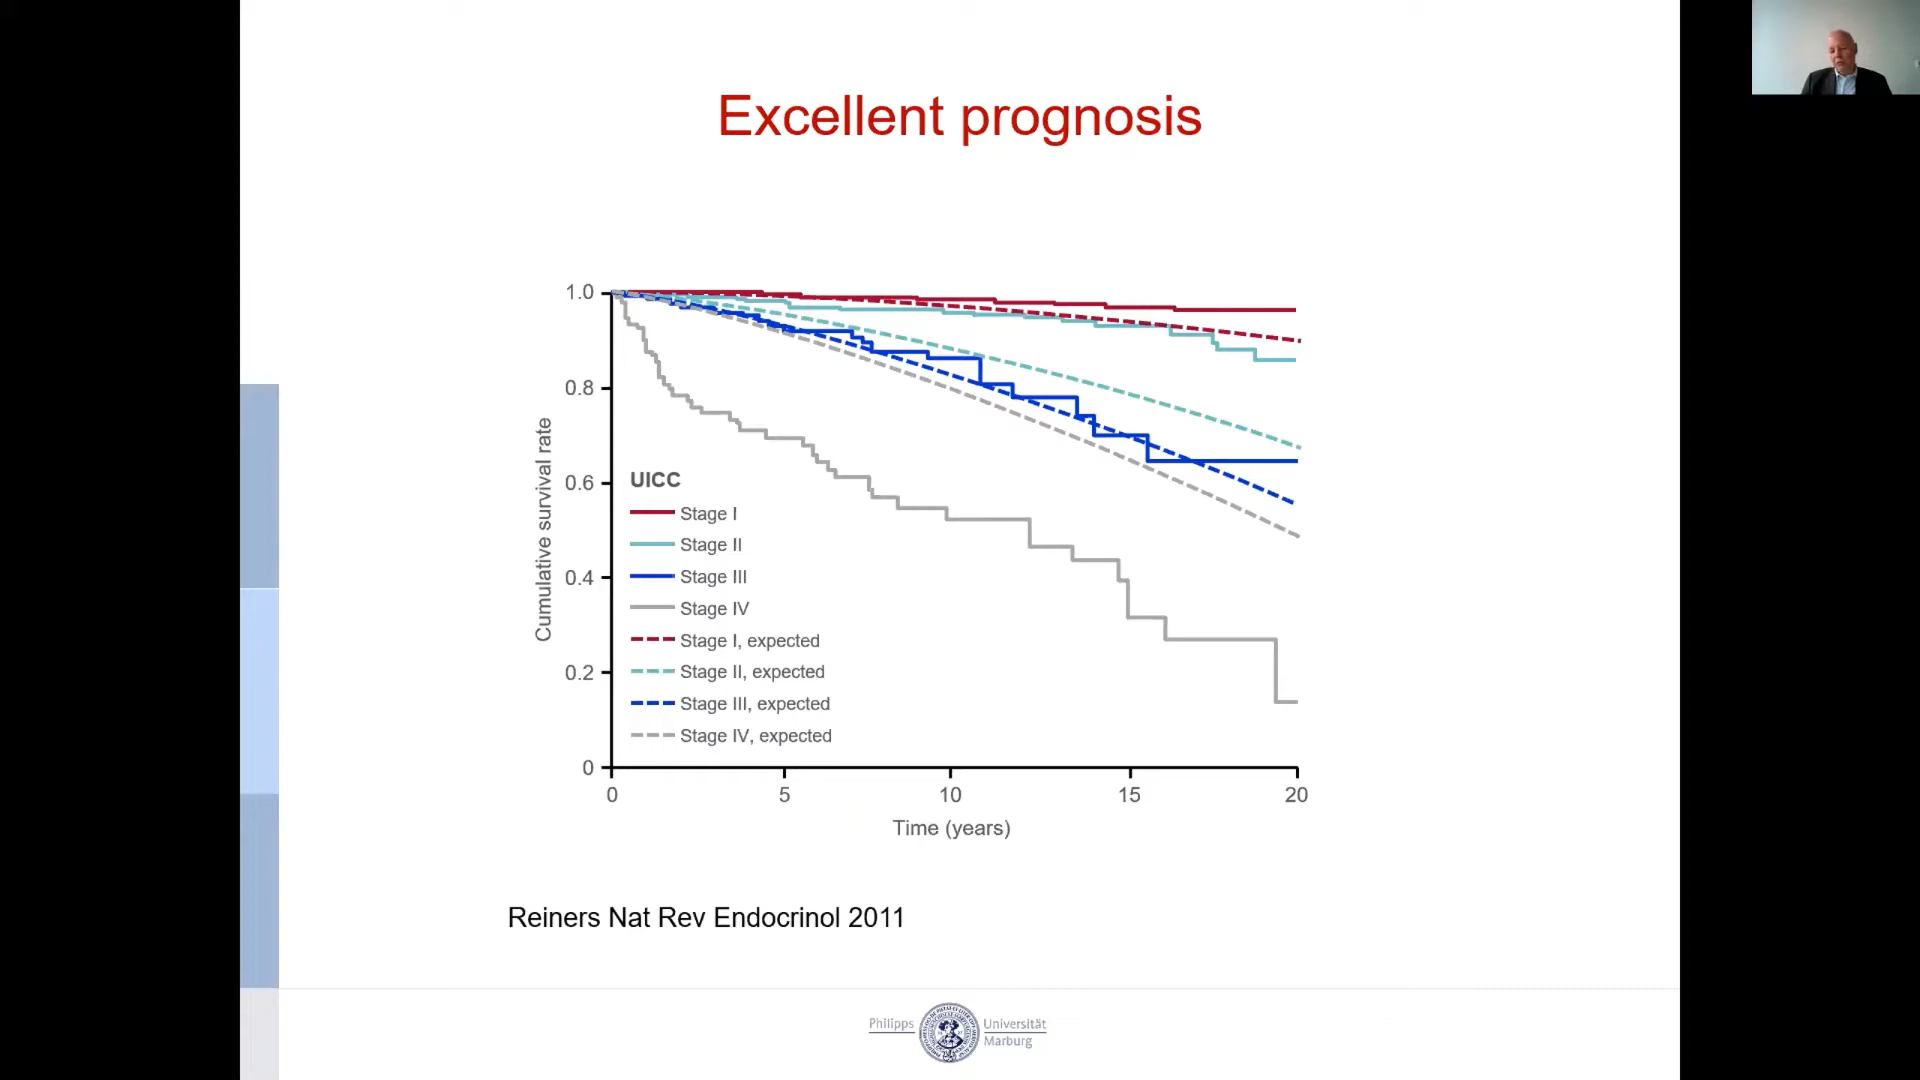 Excellent prognosis
1.0
0.8
0.6
0.4
0.2
0
Cumulative survival rate
UICC
Stage I
Stage II
Stage III
Stage IV
Stage I, expected
Stage II, expected
Stage III, expected
Stage IV, expected
0 5 10 15 20
Time (years)
Reiners Nat Rev Endocrinol 2011
Philipps Universität
Marburg